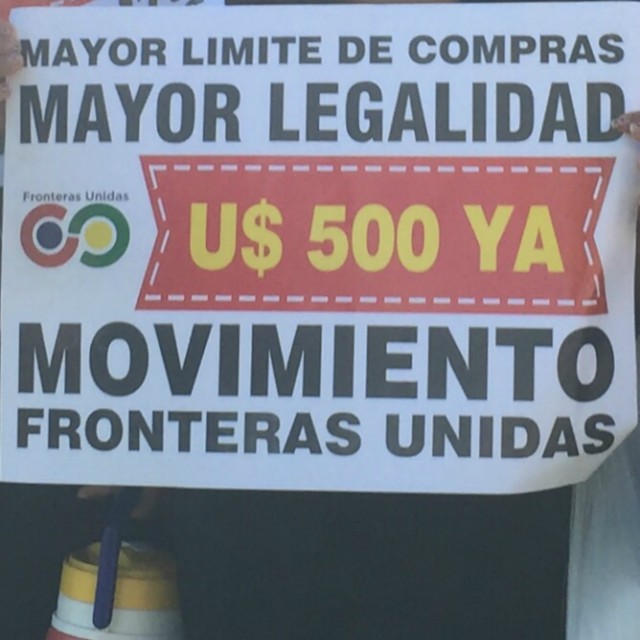 MAYOR LIMITE DE COMPRAS
MAYOR LEGALIDAD
Fronteras Unidas
U$ 500 YA
MOVIMIENTO
FRONTERAS UNIDAS